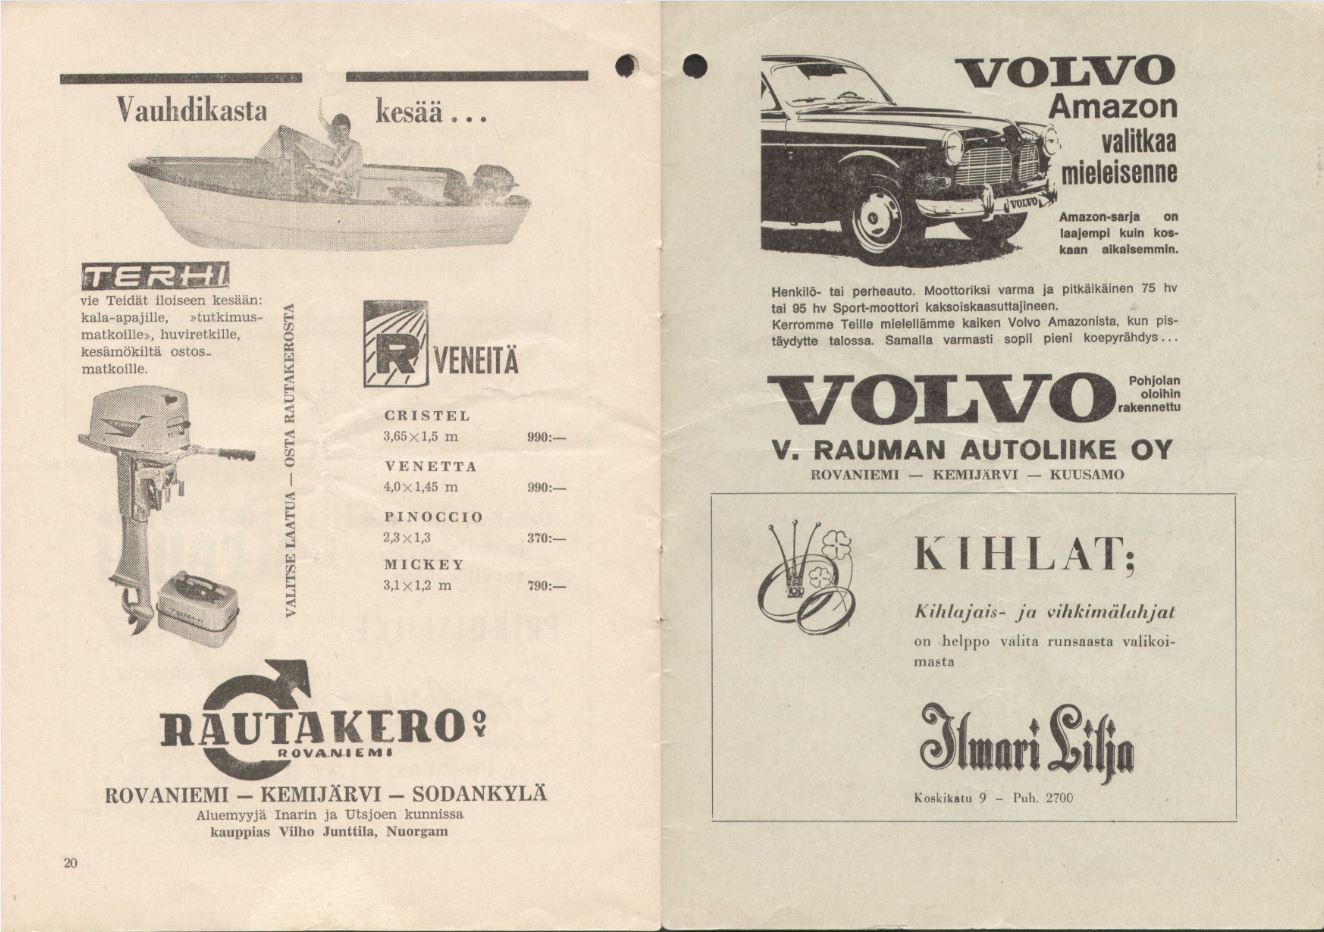 Vauhdikasta kesää...
TERHI
vie Teidät iloiseen kesään:
kala-apajille, »tutkimus-
matkoille», huviretkille,
kesämökiltä ostos-
matkoille.
VALITSE LAATUA — OSTA RAUTAKEROSTA
R VENEITÄ
CRISTEL
3,65×1,5 m 990:—
VENETTA
4,0×1,45 m 990:—
PINOCCIO
2,3×1,3 370:—
MICKEY
3,1×1,2 m 790:—
RAUTAKERO OY
ROVANIEMI
ROVANIEMI — KEMIJÄRVI — SODANKYLÄ
Aluemyyjä Inarin ja Utsjoen kunnissa
kauppias Vilho Junttila, Nuorgam
20
VOLVO
Amazon
valitkaa
mieleisenne
VOLVO
Amazon-sarja on
laajempi kuin kos-
kaan aikaisemmin.
Henkilö- tai perheauto. Moottoriksi varma ja pitkäikäinen 75 hv
tai 95 hv Sport-moottori kaksoiskaasuttajineen.
Kerromme Teille mielellämme kaiken Volvo Amazonista, kun pis-
täydytte talossa. Samalla varmasti sopii pieni koepyrähdys...
VOLVO
Pohjolan
oloihin
rakennettu
V. RAUMAN AUTOLIIKE OY
ROVANIEMI — KEMIJÄRVI — KUUSAMO
KIHLAT;
Kihlajais- ja vihkimälahjat
on helppo valita runsaasta valikoi-
masta
Ilmari Lilja
Koskikatu 9 – Puh. 2700